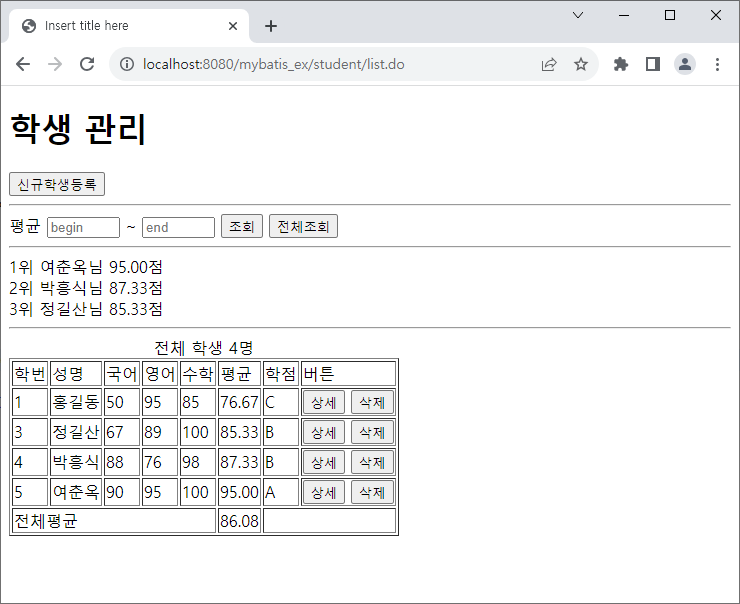 Insert title here
localhost:8080/mybatis_ex/student/list.do
학생 관리
신규학생등록
평균 begin ~ end 조회 전체조회
1위 여춘옥님 95.00점
2위 박흥식님 87.33점
3위 정길산님 85.33점
전체 학생 4명
학번 성명 국어 영어 수학 평균 학점 버튼
1 홍길동 50 95 85 76.67 C 상세 삭제
3 정길산 67 89 100 85.33 B 상세 삭제
4 박흥식 88 76 98 87.33 B 상세 삭제
5 여춘옥 90 95 100 95.00 A 상세 삭제
전체평균 86.08